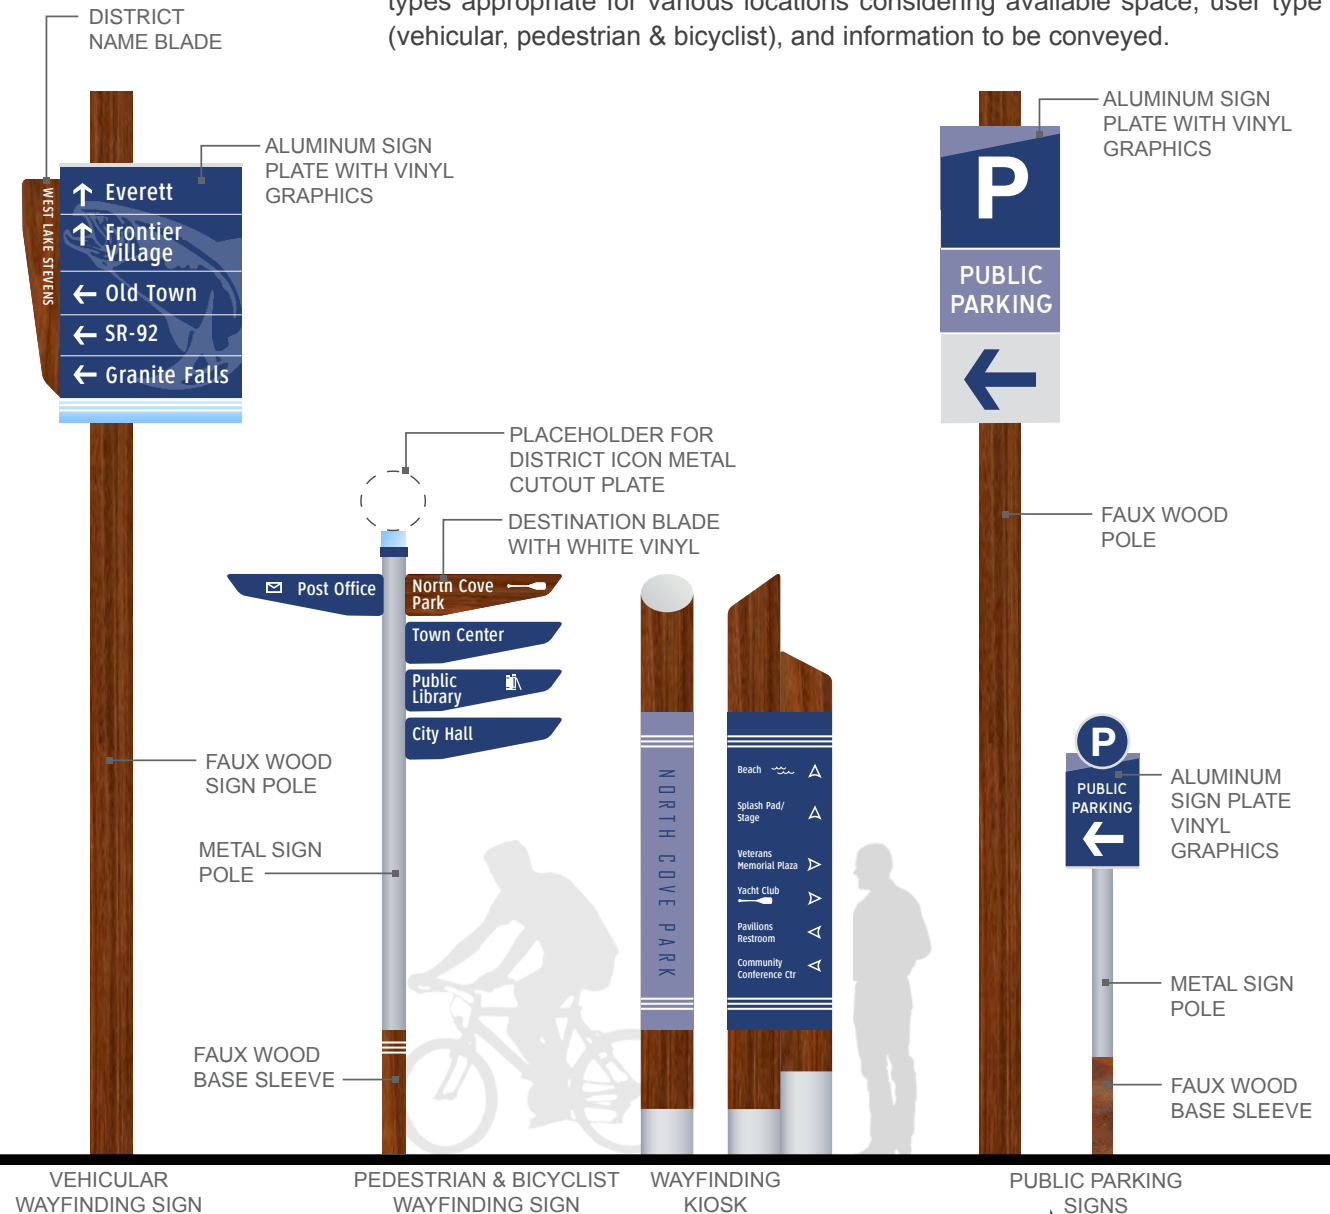 types appropriate for various locations considering available space, user type
(vehicular, pedestrian & bicyclist), and information to be conveyed.
DISTRICT
NAME BLADE
ALUMINUM SIGN
PLATE WITH VINYL
GRAPHICS
WEST LAKE STEVENS
Everett
Frontier
Village
Old Town
SR-92
Granite Falls
FAUX WOOD
SIGN POLE
PLACEHOLDER FOR
DISTRICT ICON METAL
CUTOUT PLATE
DESTINATION BLADE
WITH WHITE VINYL
Post Office
North Cove
Park
Town Center
Public
Library
City Hall
METAL SIGN
POLE
FAUX WOOD
BASE SLEEVE
NORTH COVE PARK
Beach
Splash Pad/
Stage
Veterans
Memorial Plaza
Yacht Club
Pavilions
Restroom
Community
Conference Ctr
ALUMINUM SIGN
PLATE WITH VINYL
GRAPHICS
P
PUBLIC
PARKING
FAUX WOOD
POLE
P
PUBLIC
PARKING
ALUMINUM
SIGN PLATE
VINYL
GRAPHICS
METAL SIGN
POLE
FAUX WOOD
BASE SLEEVE
VEHICULAR
WAYFINDING SIGN
PEDESTRIAN & BICYCLIST
WAYFINDING SIGN
WAYFINDING
KIOSK
PUBLIC PARKING
SIGNS